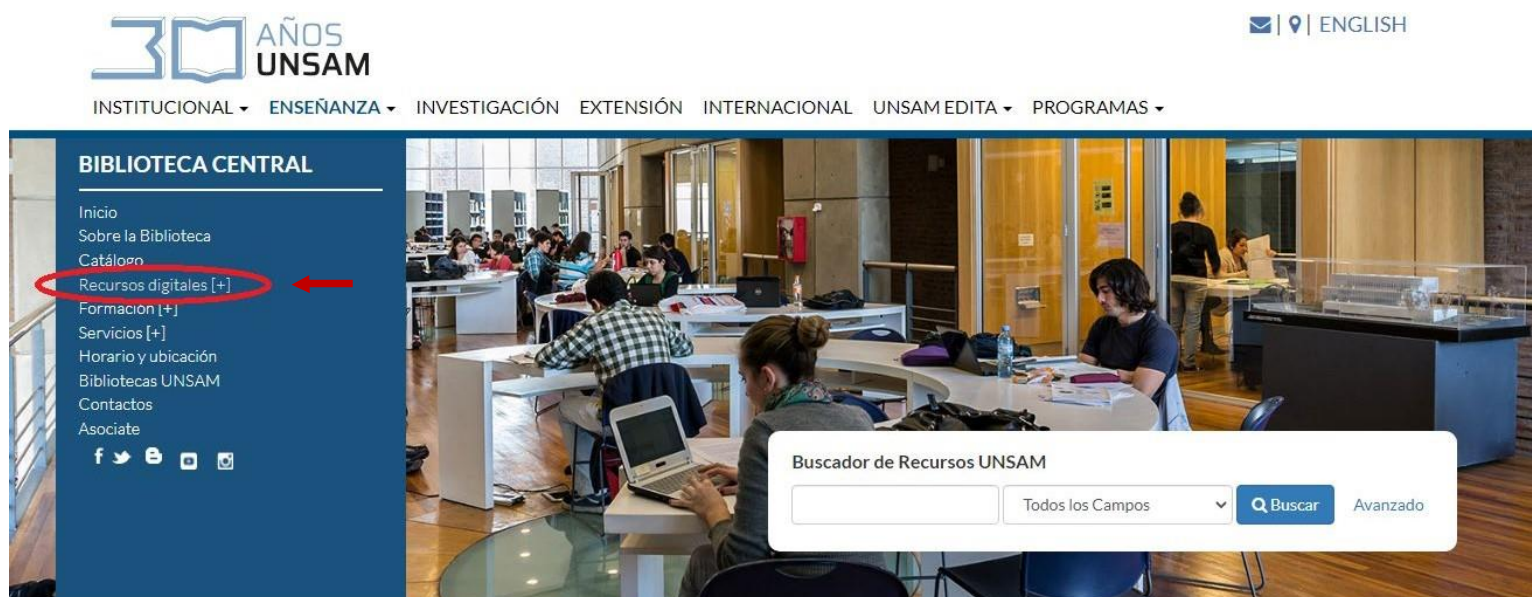 30 AÑOS
UNSAM
| | ENGLISH
INSTITUCIONAL ENSEÑANZA INVESTIGACIÓN EXTENSIÓN INTERNACIONAL UNSAM EDITA PROGRAMAS
BIBLIOTECA CENTRAL
Inicio
Sobre la Biblioteca
Catálogo
Recursos digitales [+]
Formación [+]
Servicios [+]
Horario y ubicación
Bibliotecas UNSAM
Contactos
Asociate
Buscador de Recursos UNSAM
Todos los Campos Buscar Avanzado